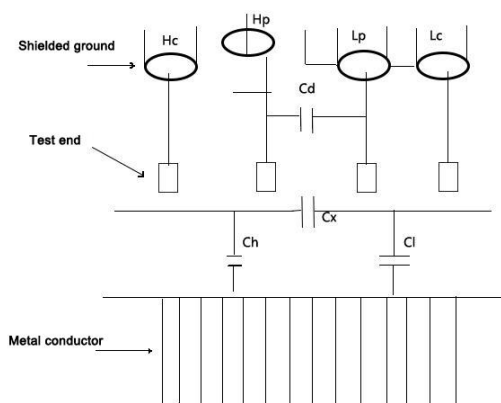 Hc
Hp
Lp
Lc
Shielded ground
Cd
Test end
Cx
Ch
Cl
Metal conductor